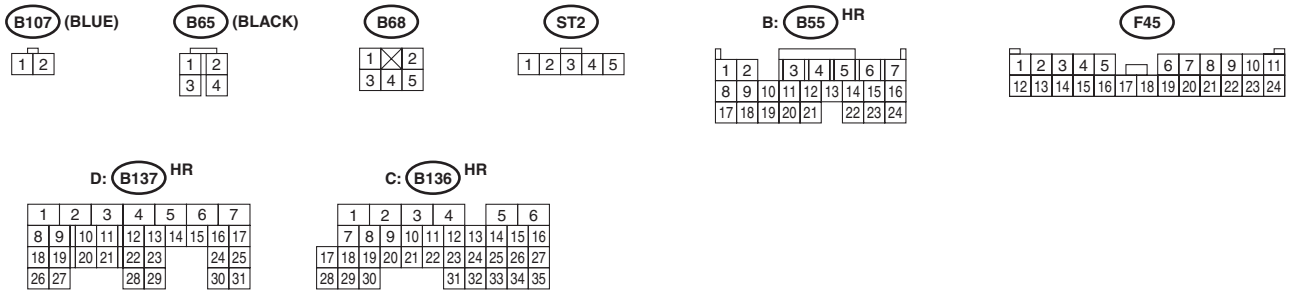 B107 (BLUE)
1 2
B65 (BLACK)
1 2
3 4
B68
1 2
3 4 5
ST2
1 2 3 4 5
B: B55 HR
1 2 3 4 5 6 7
8 9 10 11 12 13 14 15 16
17 18 19 20 21 22 23 24
F45
1 2 3 4 5 6 7 8 9 10 11
12 13 14 15 16 17 18 19 20 21 22 23 24
D: B137 HR
1 2 3 4 5 6 7
8 9 10 11 12 13 14 15 16 17
18 19 20 21 22 23 24 25
26 27 28 29 30 31
C: B136 HR
1 2 3 4 5 6
7 8 9 10 11 12 13 14 15 16
17 18 19 20 21 22 23 24 25 26 27
28 29 30 31 32 33 34 35